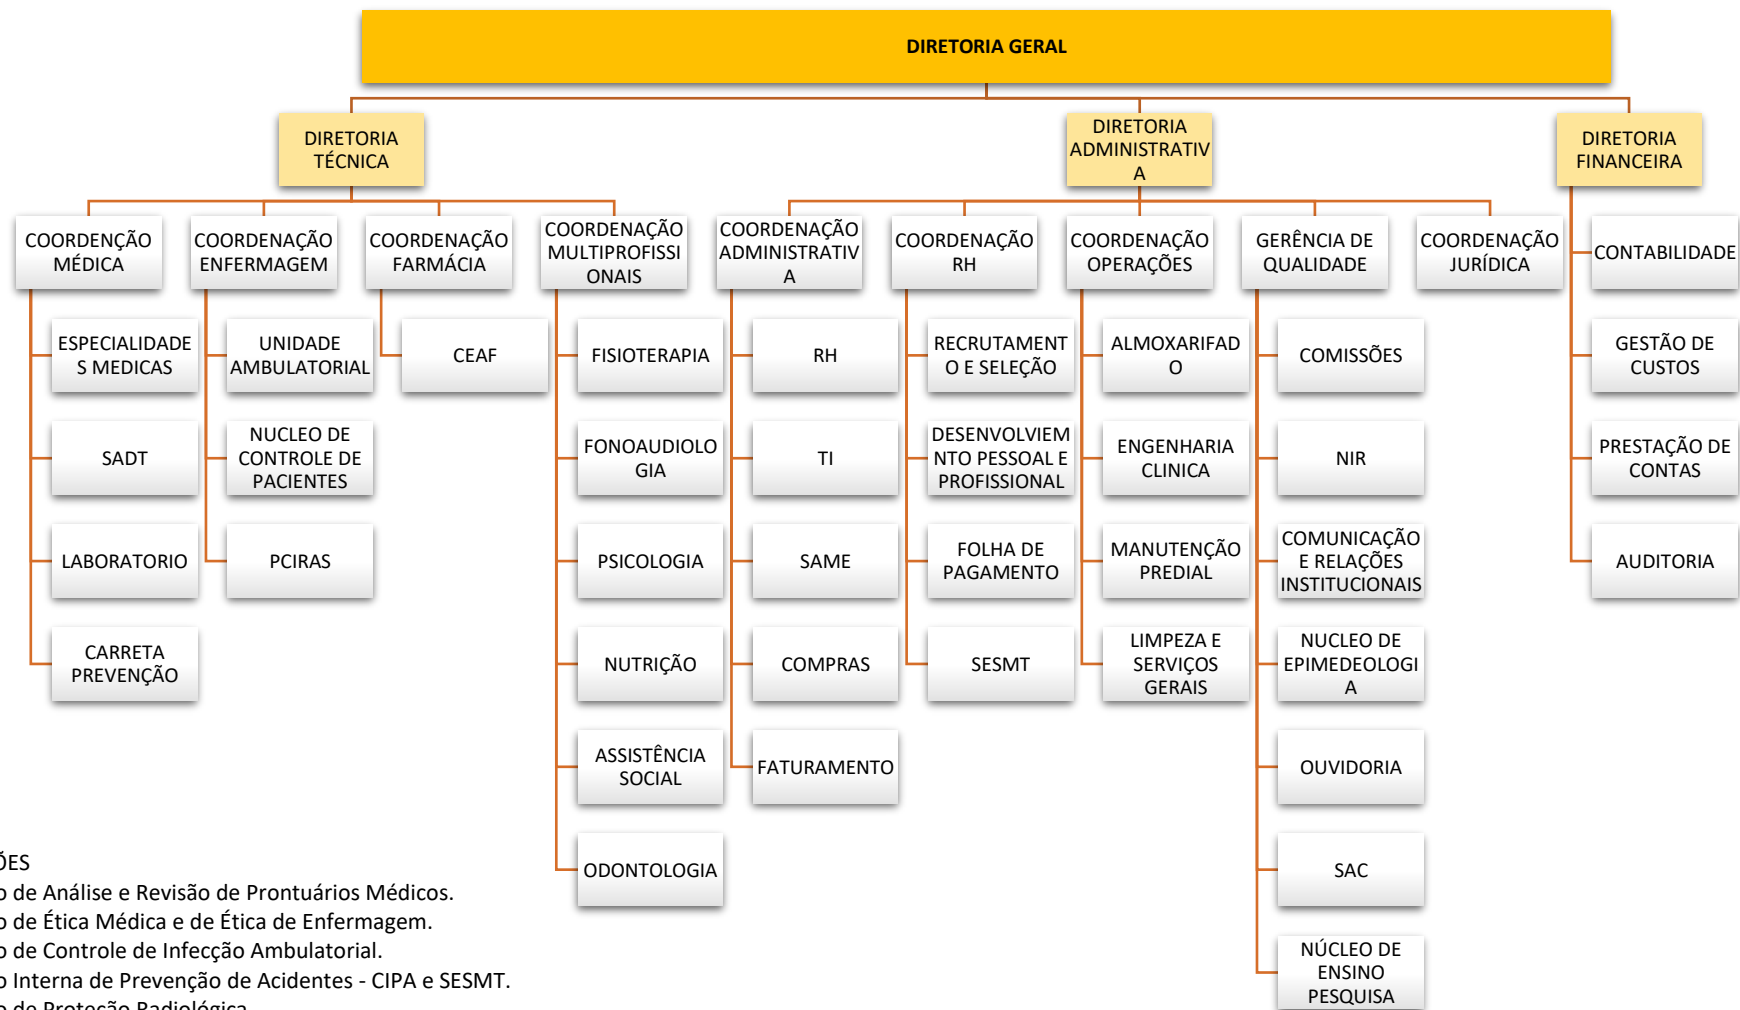 DIRETORIA GERAL
DIRETORIA
TÉCNICA
DIRETORIA
ADMINISTRATIV
A
DIRETORIA
FINANCEIRA
COORDENÇÃO
MÉDICA
COORDENAÇÃO
ENFERMAGEM
COORDENAÇÃO
FARMÁCIA
COORDENAÇÃO
MULTIPROFISSI
ONAIS
COORDENAÇÃO
ADMINISTRATIV
A
COORDENAÇÃO
RH
COORDENAÇÃO
OPERAÇÕES
GERÊNCIA DE
QUALIDADE
COORDENAÇÃO
JURÍDICA
CONTABILIDADE
ESPECIALIDADE
S MEDICAS
UNIDADE
AMBULATORIAL
CEAF
FISIOTERAPIA
RH
RECRUTAMENT
O E SELEÇÃO
ALMOXARIFAD
O
COMISSÕES
GESTÃO DE
CUSTOS
SADT
NUCLEO DE
CONTROLE DE
PACIENTES
FONOAUDIOLO
GIA
TI
DESENVOLVIEM
NTO PESSOAL E
PROFISSIONAL
ENGENHARIA
CLINICA
NIR
PRESTAÇÃO DE
CONTAS
LABORATORIO
PCIRAS
PSICOLOGIA
SAME
FOLHA DE
PAGAMENTO
MANUTENÇÃO
PREDIAL
COMUNICAÇÃO
E RELAÇÕES
INSTITUCIONAIS
AUDITORIA
CARRETA
PREVENÇÃO
NUTRIÇÃO
COMPRAS
SESMT
LIMPEZA E
SERVIÇOS
GERAIS
NUCLEO DE
EPIMEDEOLOGI
A
ASSISTÊNCIA
SOCIAL
FATURAMENTO
OUVIDORIA
ODONTOLOGIA
SAC
NÚCLEO DE
ENSINO
PESQUISA
ÕES
o de Análise e Revisão de Prontuários Médicos.
o de Ética Médica e de Ética de Enfermagem.
o de Controle de Infecção Ambulatorial.
o Interna de Prevenção de Acidentes - CIPA e SESMT.
o de Proteção Radiológica